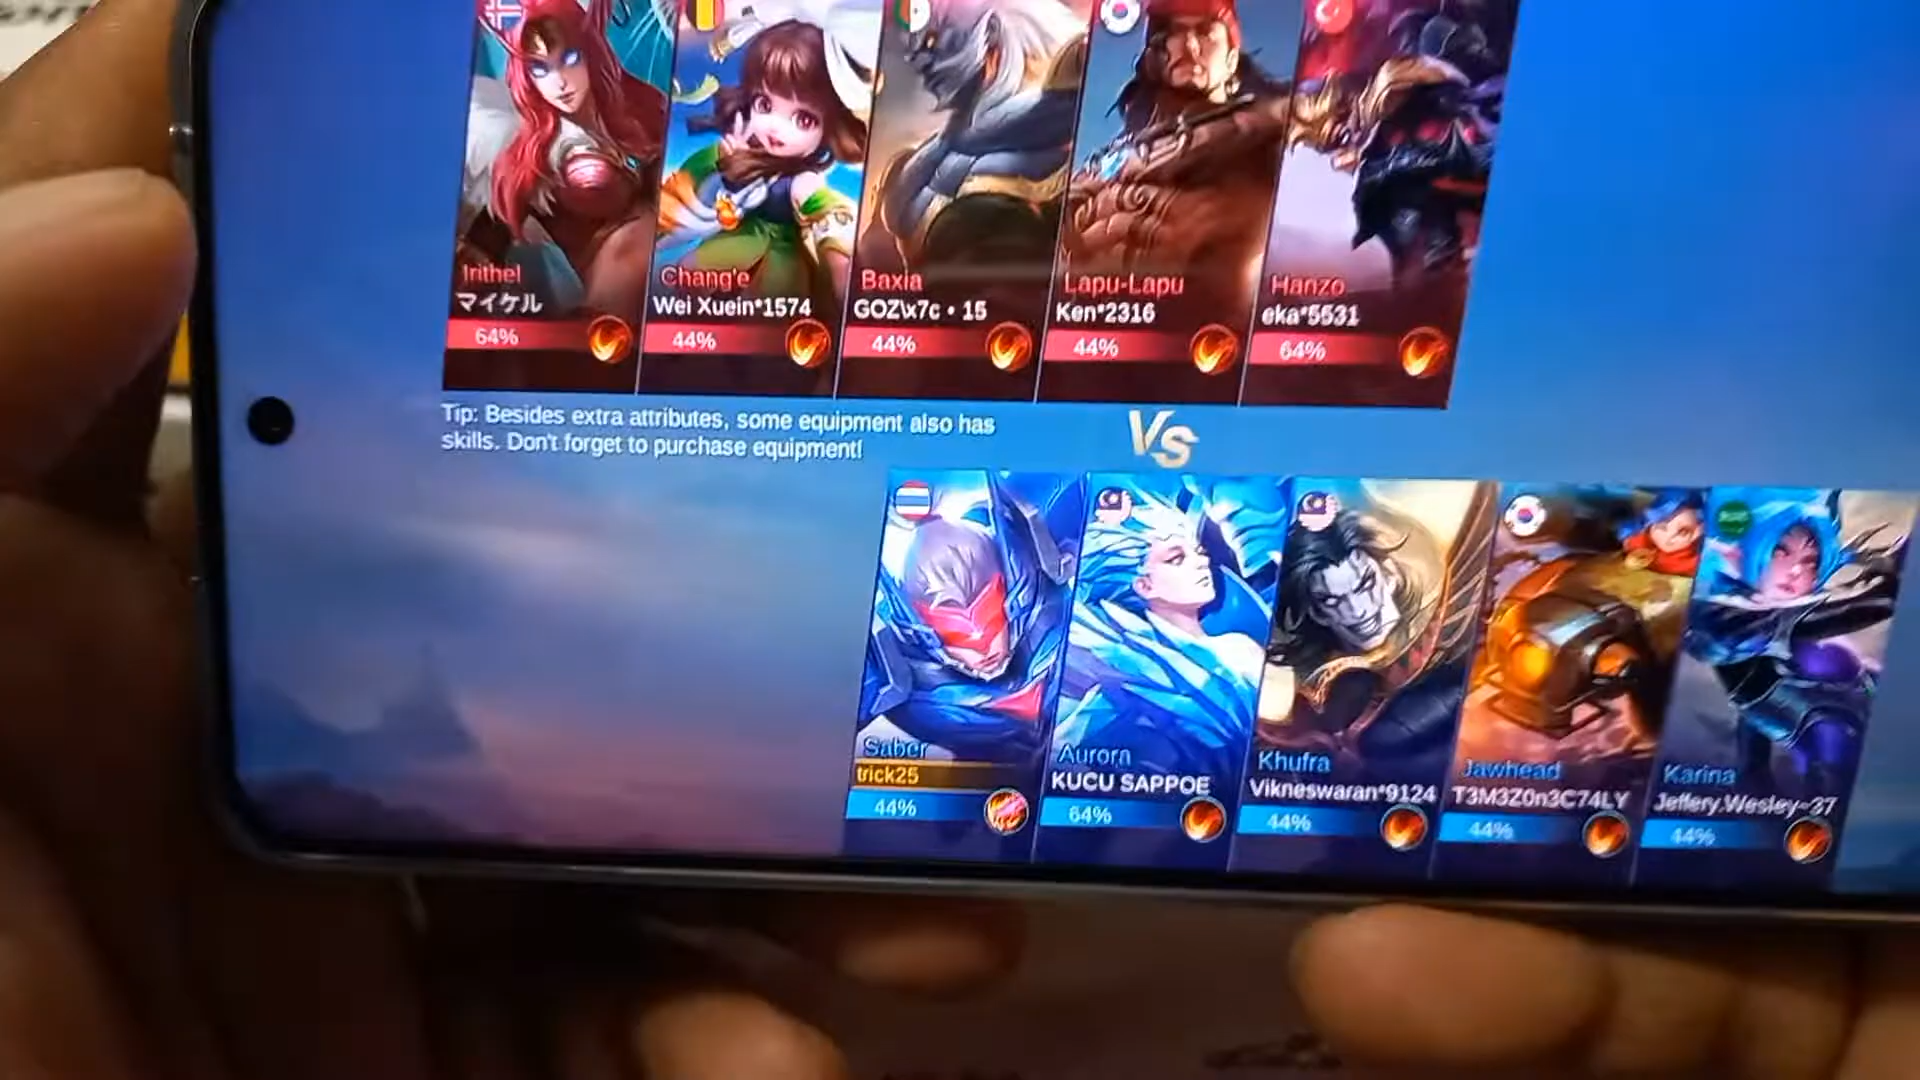 Irithel
マイケル
64%
Chang'e
Wei Xuein*1574
44%
Baxia
GOZ\x7c • 15
44%
Lapu-Lapu
Ken*2316
44%
Hanzo
eka*5531
64%
Tip: Besides extra attributes, some equipment also has
skills. Don't forget to purchase equipment!
Vs
Saber
trick25
44%
Aurora
KUCU SAPPOE
64%
Khufra
Vikneswaran*9124
44%
Jawhead
T3M3Z0n3C74LY
44%
Karina
Jeffery.Wesley~37
44%